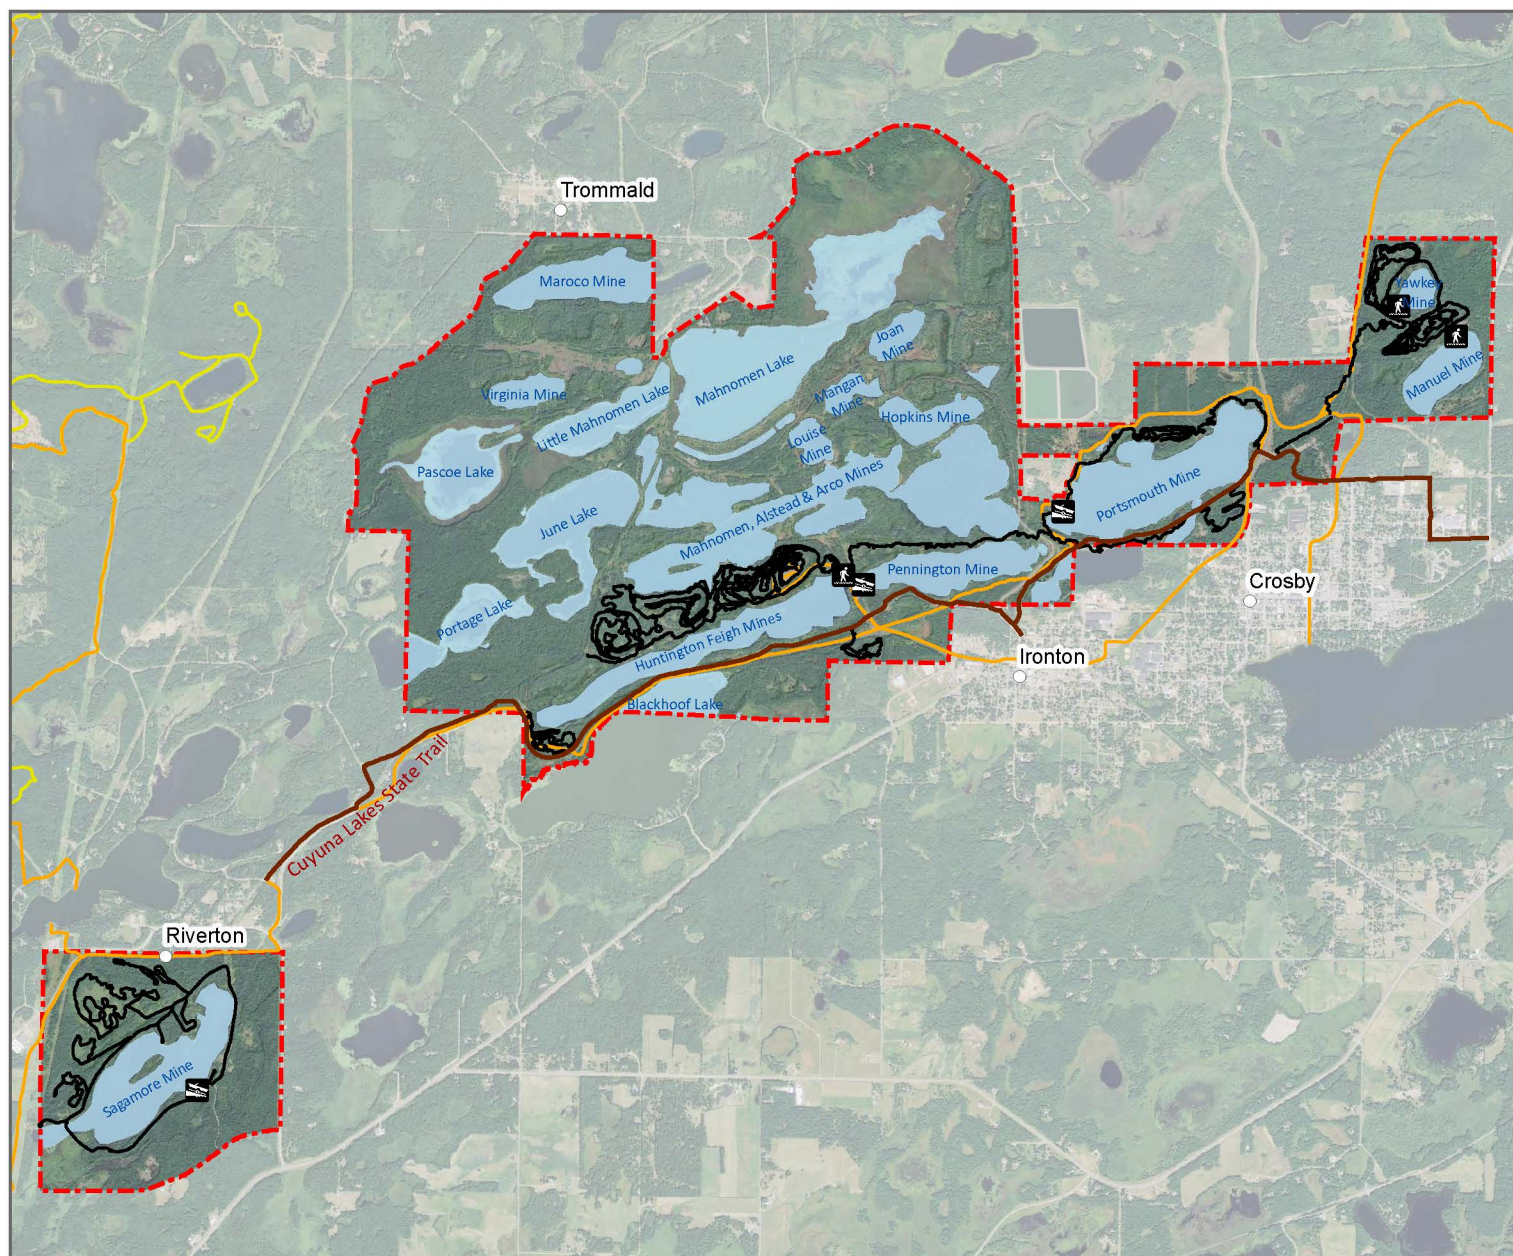 Trommald
Maroco Mine
Yawkey
Mine
Joan
Mine
Mahnomen Lake
Manuel Mine
Virginia Mine
Little Mahnomen Lake
Mangan
Mine
Hopkins Mine
Louise
Mine
Pascoe Lake
Portsmouth Mine
June Lake
Mahnomen, Alstead & Arco Mines
Pennington Mine
Crosby
Portage Lake
Huntington Feigh Mines
Ironton
Blackhoof Lake
Cuyuna Lakes State Trail
Riverton
Sagamore Mine